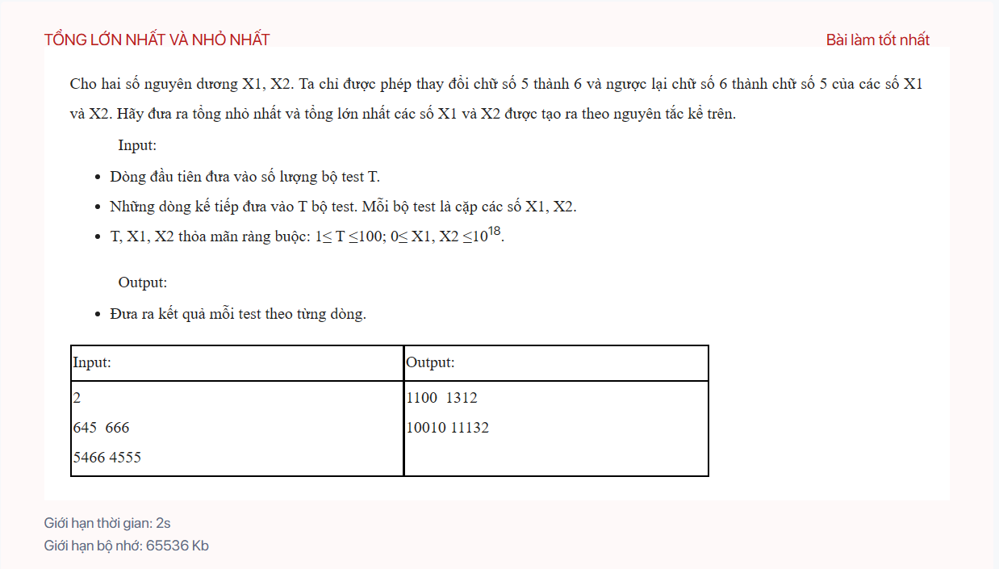 TỔNG LỚN NHẤT VÀ NHỎ NHẤT
Bài làm tốt nhất
Cho hai số nguyên dương X1, X2. Ta chỉ được phép thay đổi chữ số 5 thành 6 và ngược lại chữ số 6 thành chữ số 5 của các số X1
và X2. Hãy đưa ra tổng nhỏ nhất và tổng lớn nhất các số X1 và X2 được tạo ra theo nguyên tắc kể trên.
Input:
• Dòng đầu tiên đưa vào số lượng bộ test T.
• Những dòng kế tiếp đưa vào T bộ test. Mỗi bộ test là cặp các số X1, X2.
• T, X1, X2 thỏa mãn ràng buộc: 1≤ T ≤100; 0≤ X1, X2 ≤10¹⁸.
Output:
• Đưa ra kết quả mỗi test theo từng dòng.
Input:
Output:
2
645 666
5466 4555
1100 1312
10010 11132
Giới hạn thời gian: 2s
Giới hạn bộ nhớ: 65536 Kb